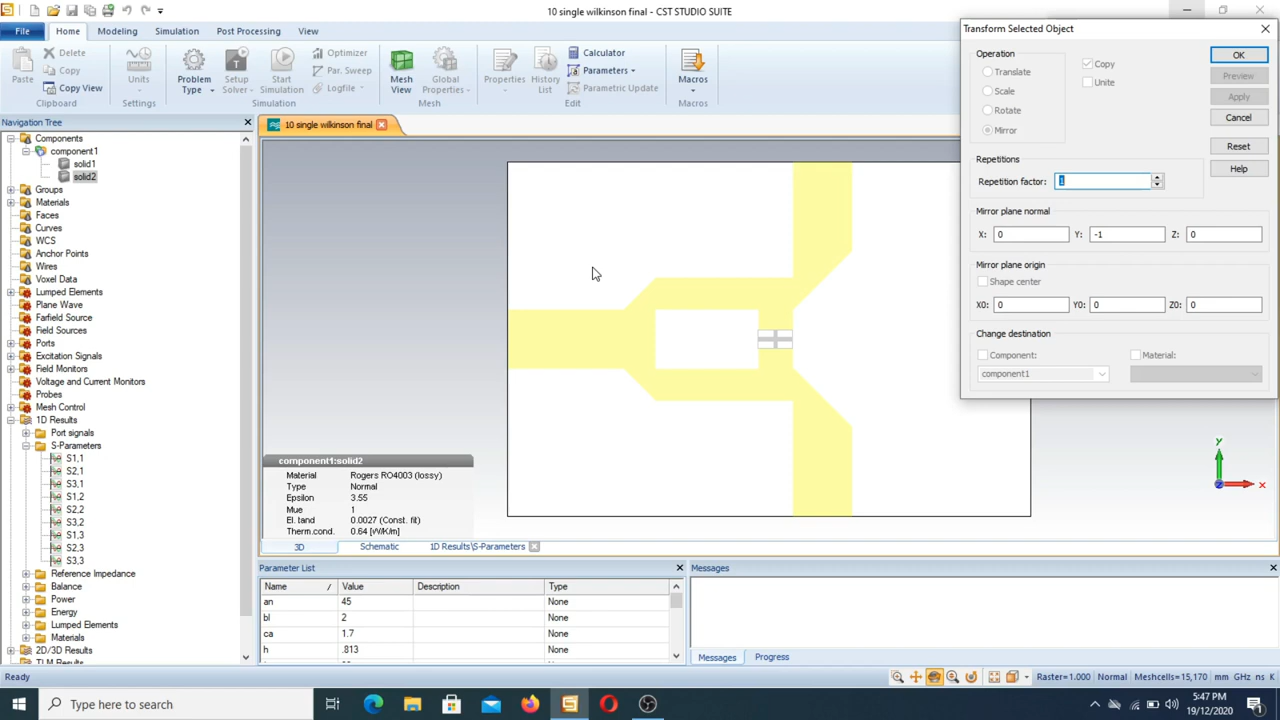 10 single wilkinson final - CST STUDIO SUITE
File Home Modeling Simulation Post Processing View
Paste
Delete
Copy
Copy View
Clipboard
Units
Settings
Problem Type
Setup Solver
Start Simulation
Optimizer
Par. Sweep
Logfile
Simulation
Mesh View
Global Properties
Mesh
Properties
History List
Calculator
Parameters
Parametric Update
Edit
Macros
Macros
Navigation Tree
Components
component1
solid1
solid2
Groups
Materials
Faces
Curves
WCS
Anchor Points
Wires
Voxel Data
Lumped Elements
Plane Wave
Farfield Source
Field Sources
Ports
Excitation Signals
Field Monitors
Voltage and Current Monitors
Probes
Mesh Control
1D Results
Port signals
S-Parameters
S1,1
S2,1
S3,1
S1,2
S2,2
S3,2
S1,3
S2,3
S3,3
Reference Impedance
Balance
Power
Energy
Lumped Elements
Materials
2D/3D Results
TLM Results
10 single wilkinson final
component1:solid2
Material Rogers RO4003 (lossy)
Type Normal
Epsilon 3.55
Mue 1
El. tand 0.0027 (Const. fit)
Therm.cond. 0.64 [W/K/m]
y
x
3D Schematic 1D Results\S-Parameters
Transform Selected Object
Operation
Translate
Scale
Rotate
Mirror
Copy
Unite
OK
Preview
Apply
Cancel
Reset
Help
Repetitions
Repetition factor: 1
Mirror plane normal
X: 0 Y: -1 Z: 0
Mirror plane origin
Shape center
X0: 0 Y0: 0 Z0: 0
Change destination
Component: Material:
component1
Parameter List
Name / Value Description Type
an 45 None
bl 2 None
ca 1.7 None
h .813 None
Messages
Messages Progress
Ready
Raster=1.000 Normal Meshcells=15,170 mm GHz ns K
Type here to search
5:47 PM
19/12/2020